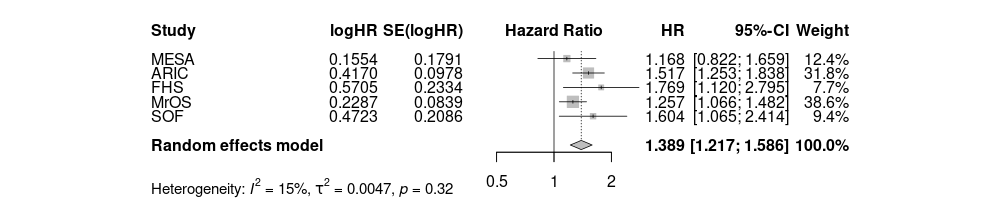 Study logHR SE(logHR) Hazard Ratio HR 95%-CI Weight
MESA 0.1554 0.1791 1.168 [0.822; 1.659] 12.4%
ARIC 0.4170 0.0978 1.517 [1.253; 1.838] 31.8%
FHS 0.5705 0.2334 1.769 [1.120; 2.795] 7.7%
MrOS 0.2287 0.0839 1.257 [1.066; 1.482] 38.6%
SOF 0.4723 0.2086 1.604 [1.065; 2.414] 9.4%
Random effects model 1.389 [1.217; 1.586] 100.0%
0.5 1 2
Heterogeneity: I² = 15%, τ² = 0.0047, p = 0.32